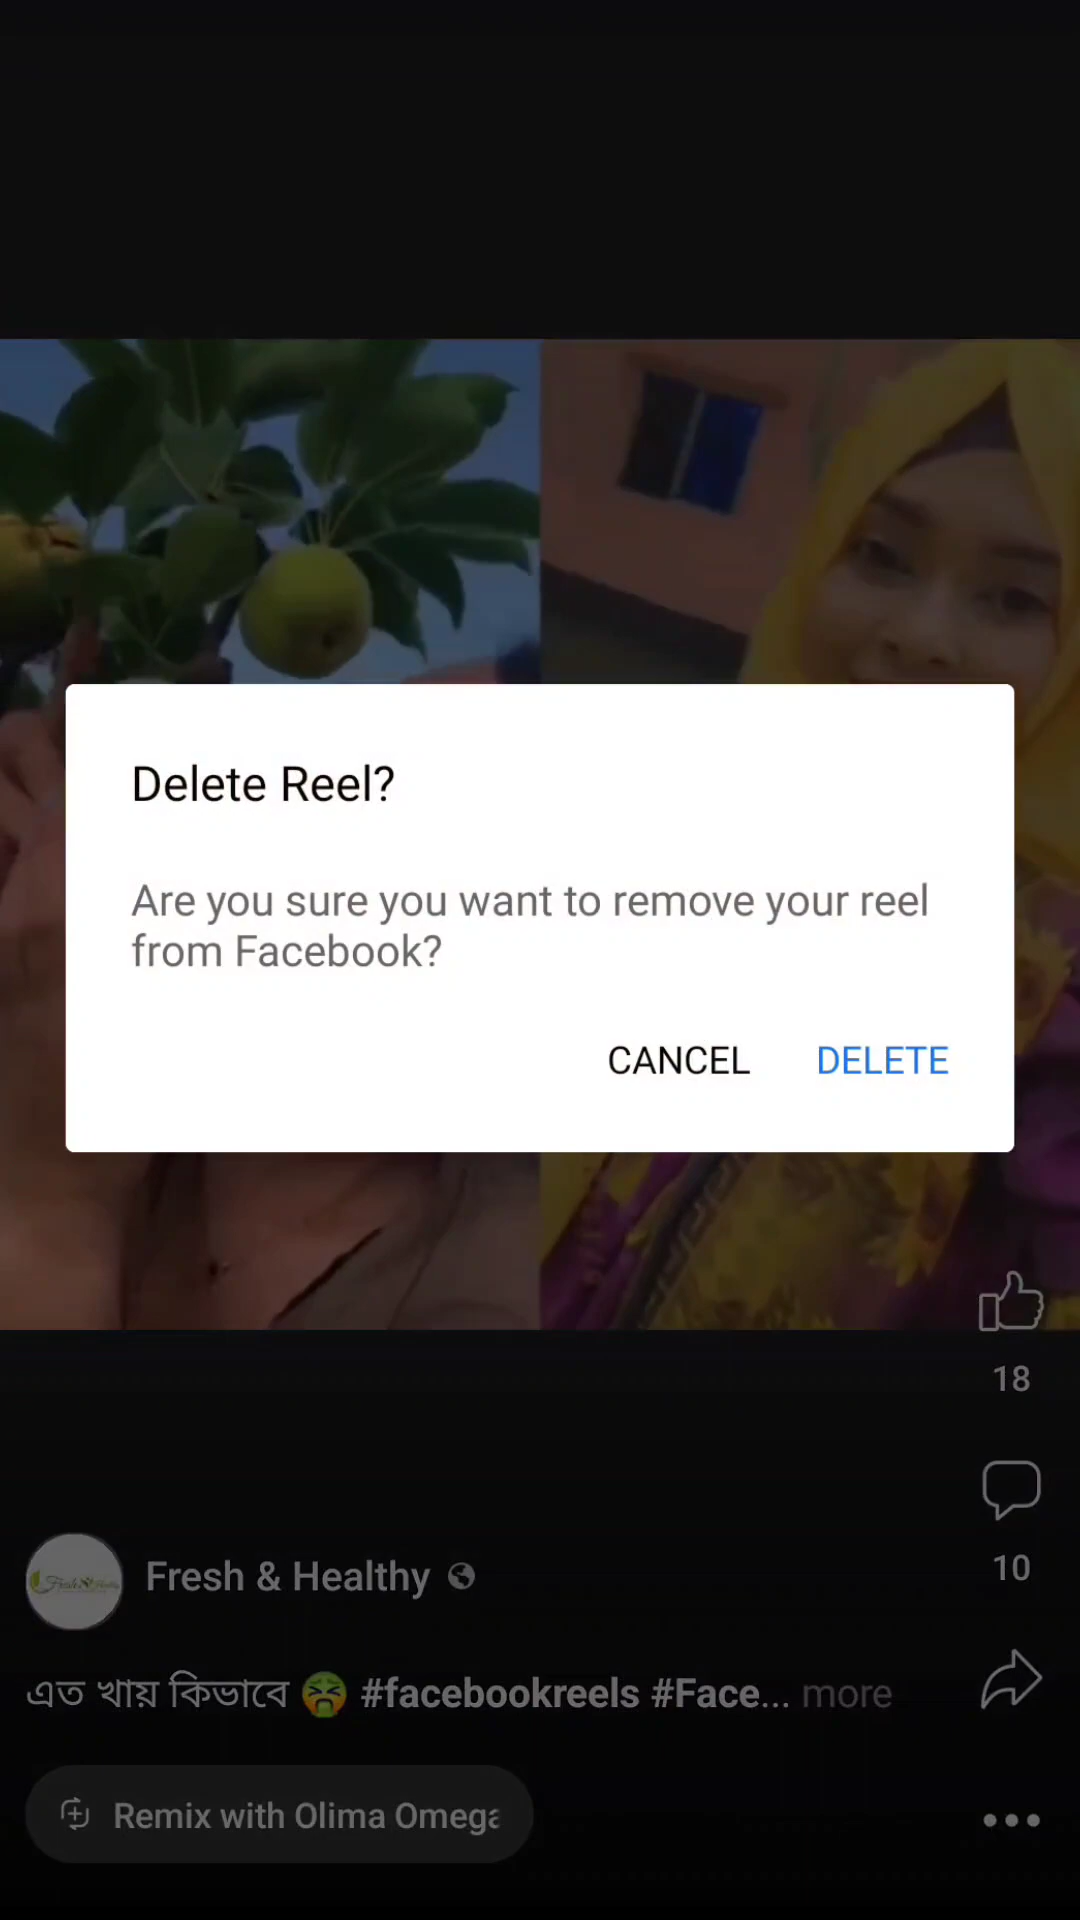 Delete Reel?
Are you sure you want to remove your reel
from Facebook?
CANCEL DELETE
18
10
Fresh & Healthy
এত খায় কিভাবে 😫 #facebookreels #Face... more
Remix with Olima Omega